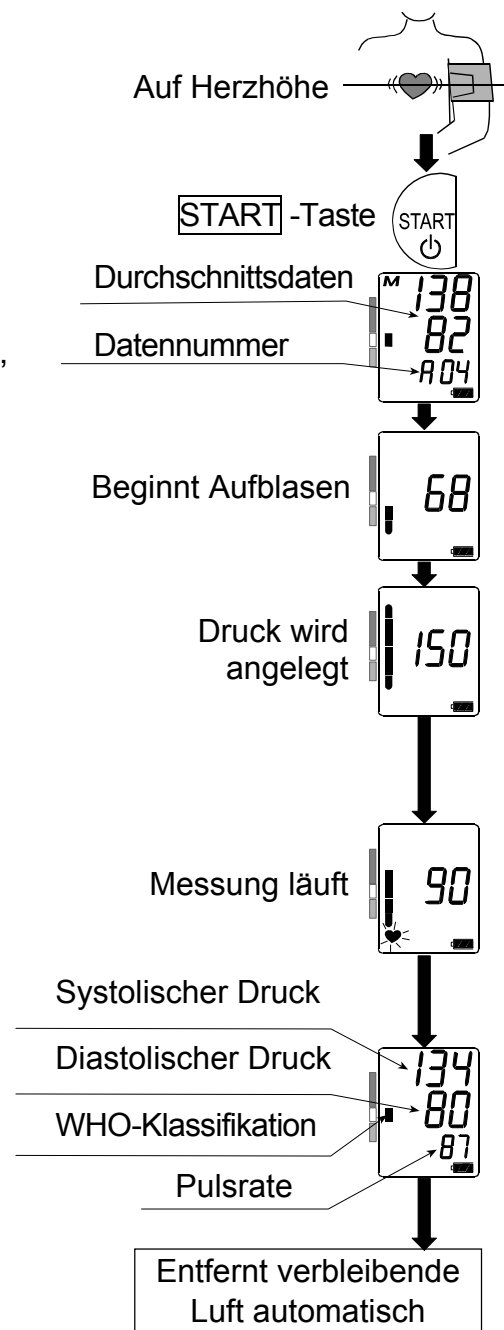 Auf Herzhöhe
START -Taste
START
Durchschnittsdaten
M 138
82
,
Datennummer
A 04
Beginnt Aufblasen
68
Druck wird
angelegt
150
Messung läuft
90
Systolischer Druck
134
Diastolischer Druck
80
WHO-Klassifikation
87
Pulsrate
Entfernt verbleibende
Luft automatisch